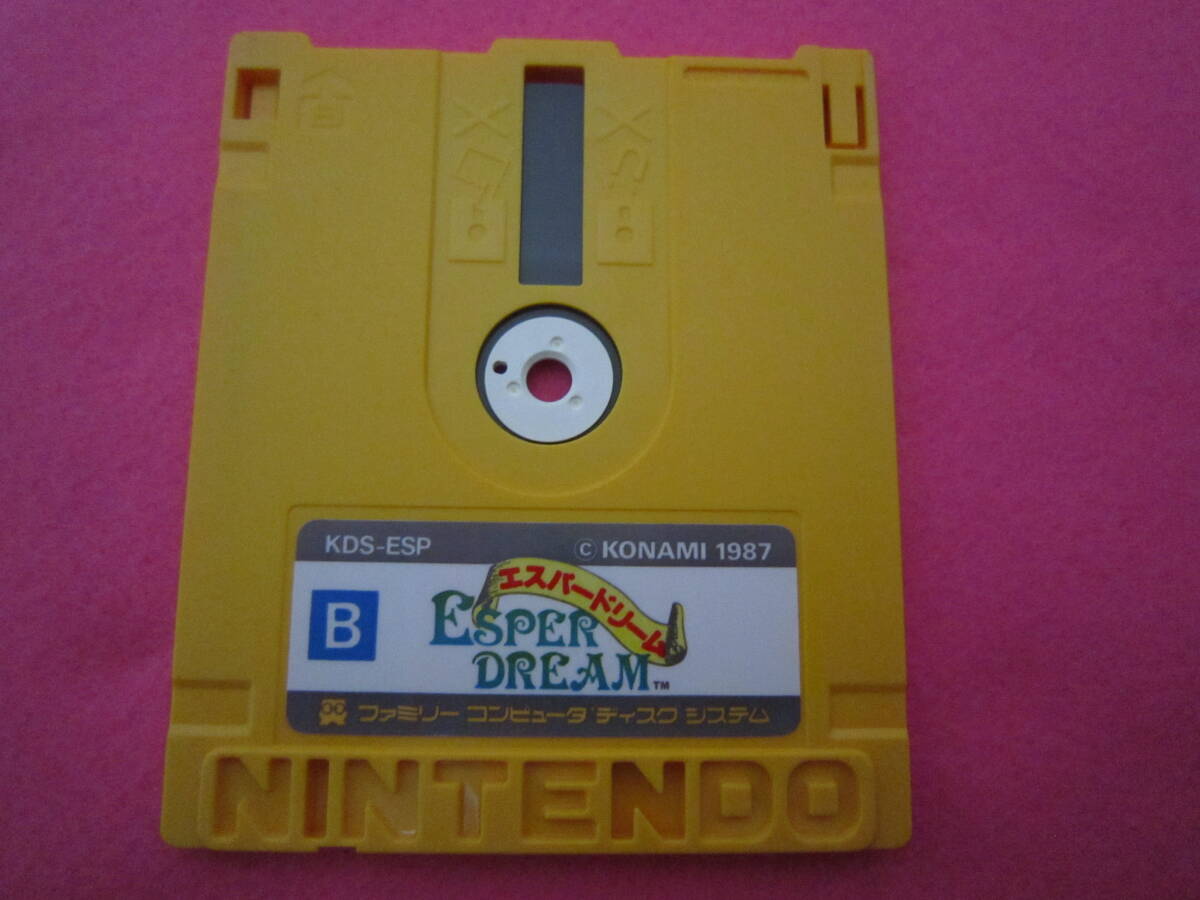 KDS-ESP
© KONAMI 1987
B
エスパードリーム
ESPER
DREAM™
ファミリー コンピュータ ディスク システム
NINTENDO